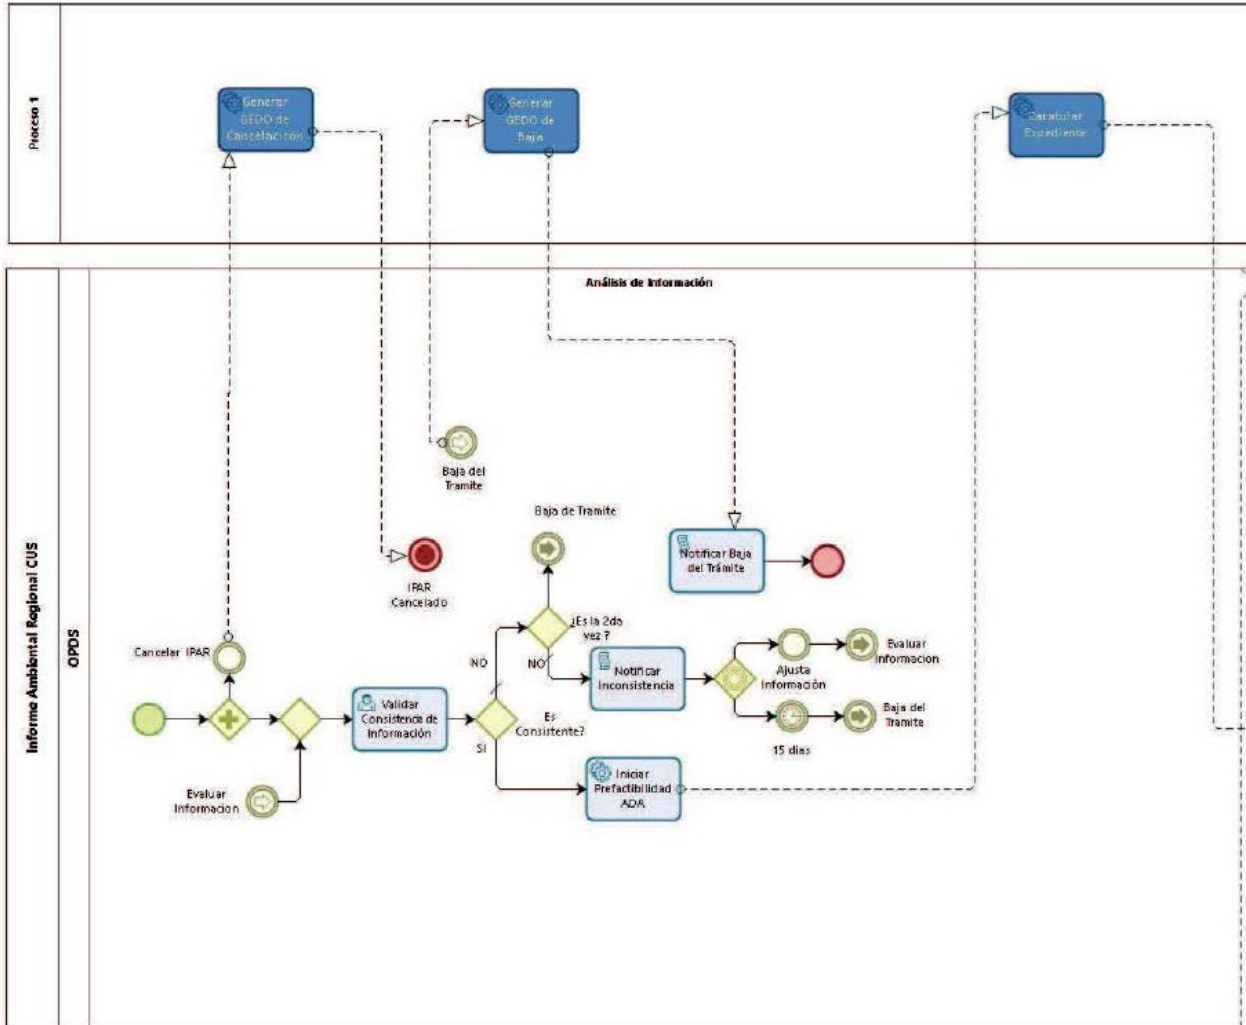 Proceso 1
Generar
GEDO de
Cancelación
Generar
GEDO de
Baja
Caratular
Expediente
Informe Ambiental Regional CUS
OPDS
Análisis de Información
Baja del
Tramite
IPAR
Cancelado
Baja de Tramite
Notificar Baja
del Trámite
¿Es la 2da
vez ?
Cancelar IPAR
NO
NO
Notificar
Inconsistencia
Ajusta
Información
Evaluar
Informacion
Validar
Consistencia de
Información
Es
Consistente?
SI
15 dias
Baja del
Tramite
Evaluar
Informacion
Iniciar
Prefactibilidad
ADA